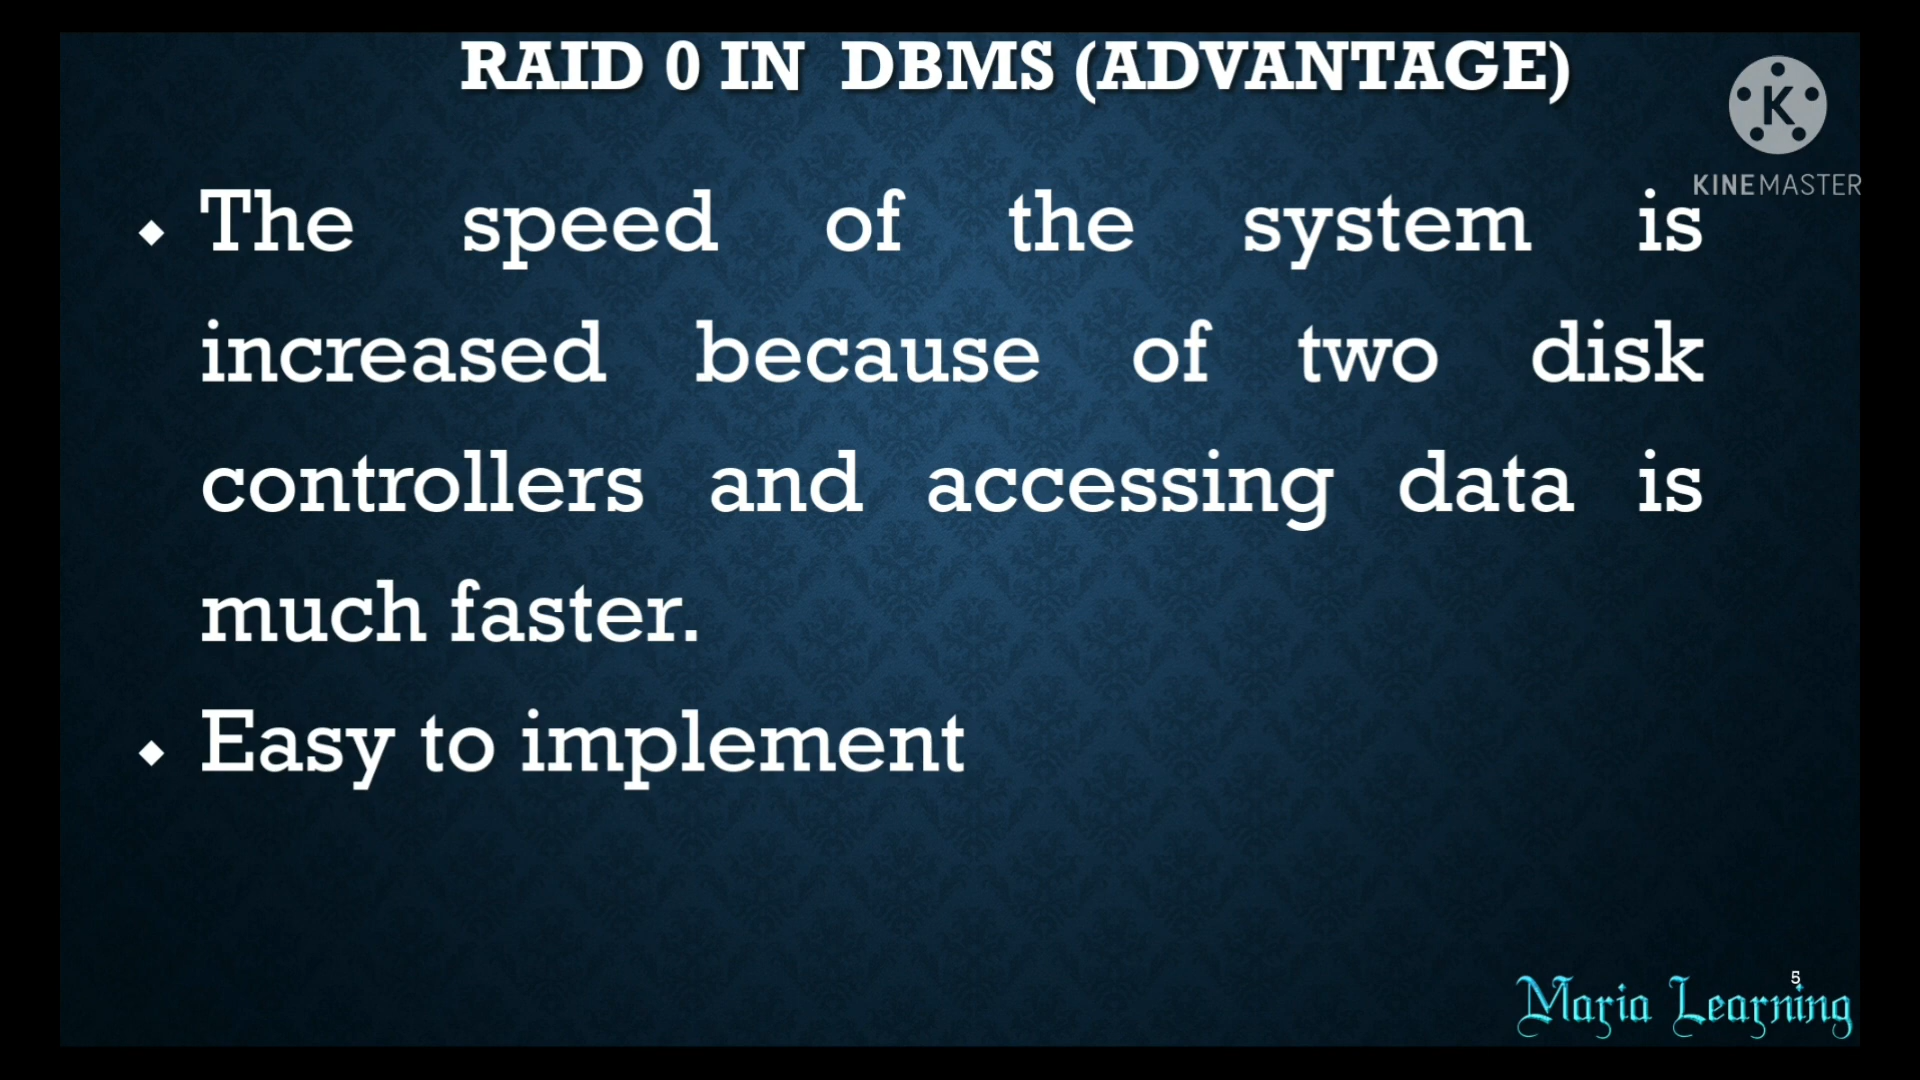 RAID 0 IN DBMS (ADVANTAGE)
K
KINEMASTER
The speed of the system is
increased because of two disk
controllers and accessing data is
much faster.
Easy to implement
5
Maria Learning